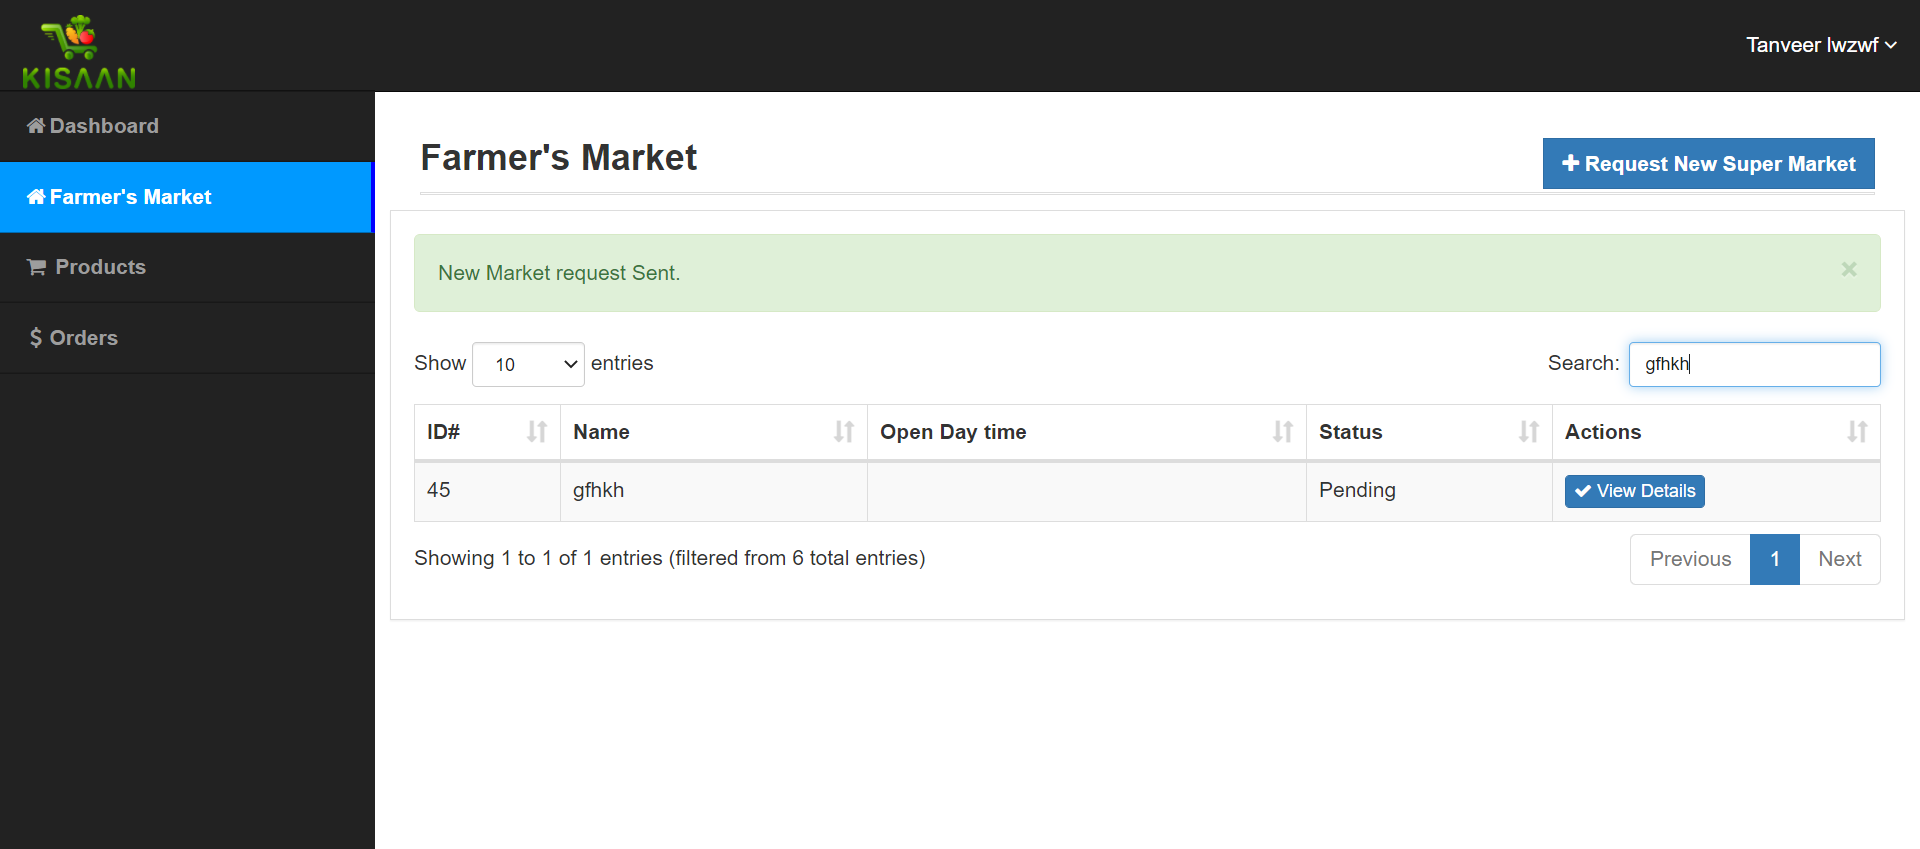 KISAAN
Tanveer lwzwf
Dashboard
Farmer's Market
Products
Orders
Farmer's Market
Request New Super Market
New Market request Sent.
×
Show 10 entries
Search: gfhkh
ID# Name Open Day time Status Actions
45 gfhkh Pending View Details
Showing 1 to 1 of 1 entries (filtered from 6 total entries)
Previous 1 Next